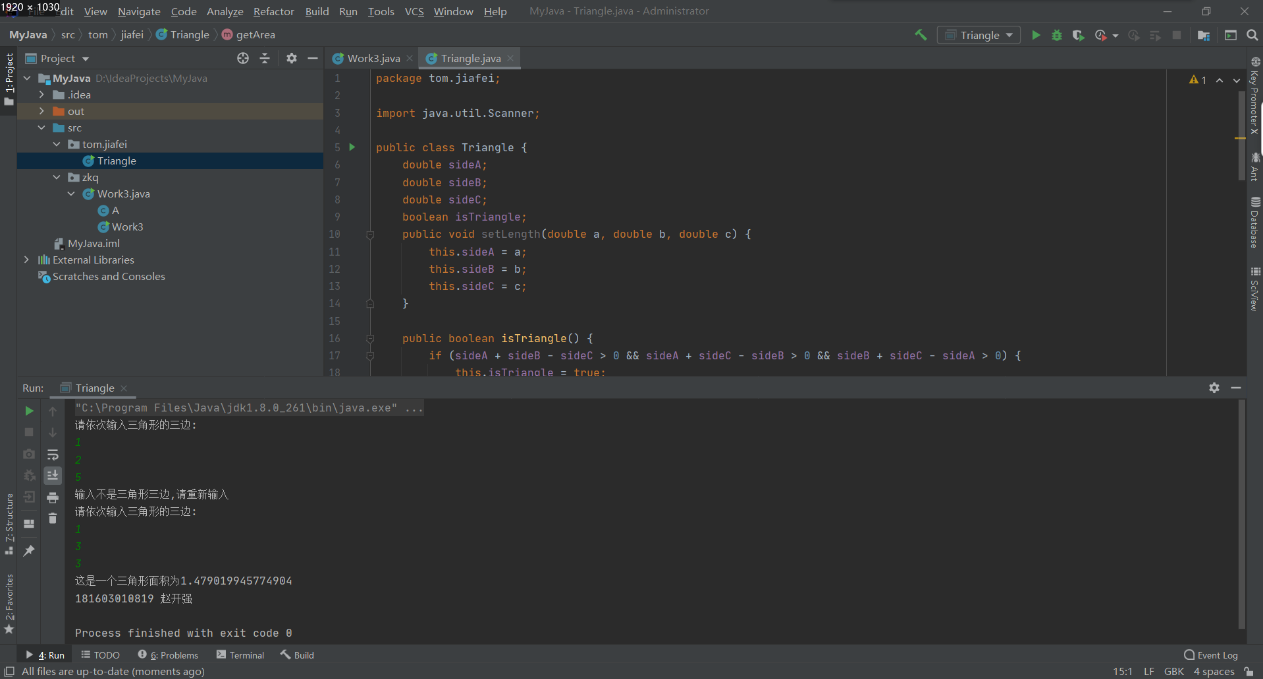 1920 × 1030
Edit View Navigate Code Analyze Refactor Build Run Tools VCS Window Help MyJava - Triangle.java - Administrator
MyJava src tom jiafei Triangle getArea Triangle
1: Project
Project
Work3.java Triangle.java
MyJava D:\IdeaProjects\MyJava
.idea
out
src
tom.jiafei
Triangle
zkq
Work3.java
A
Work3
MyJava.iml
External Libraries
Scratches and Consoles
1 package tom.jiafei;
2
3 import java.util.Scanner;
4
5 public class Triangle {
6 double sideA;
7 double sideB;
8 double sideC;
9 boolean isTriangle;
10 public void setLength(double a, double b, double c) {
11 this.sideA = a;
12 this.sideB = b;
13 this.sideC = c;
14 }
15
16 public boolean isTriangle() {
17 if (sideA + sideB - sideC > 0 && sideA + sideC - sideB > 0 && sideB + sideC - sideA > 0) {
18 this.isTriangle = true;
1
Key Promoter X
Ant
Database
SciView
Run: Triangle
"C:\Program Files\Java\jdk1.8.0_261\bin\java.exe" ...
请依次输入三角形的三边:
1
2
5
输入不是三角形三边,请重新输入
请依次输入三角形的三边:
1
3
3
这是一个三角形面积为1.479019945774904
181603010819 赵开强
Process finished with exit code 0
Z: Structure
2: Favorites
4: Run TODO 6: Problems Terminal Build Event Log
All files are up-to-date (moments ago) 15:1 LF GBK 4 spaces